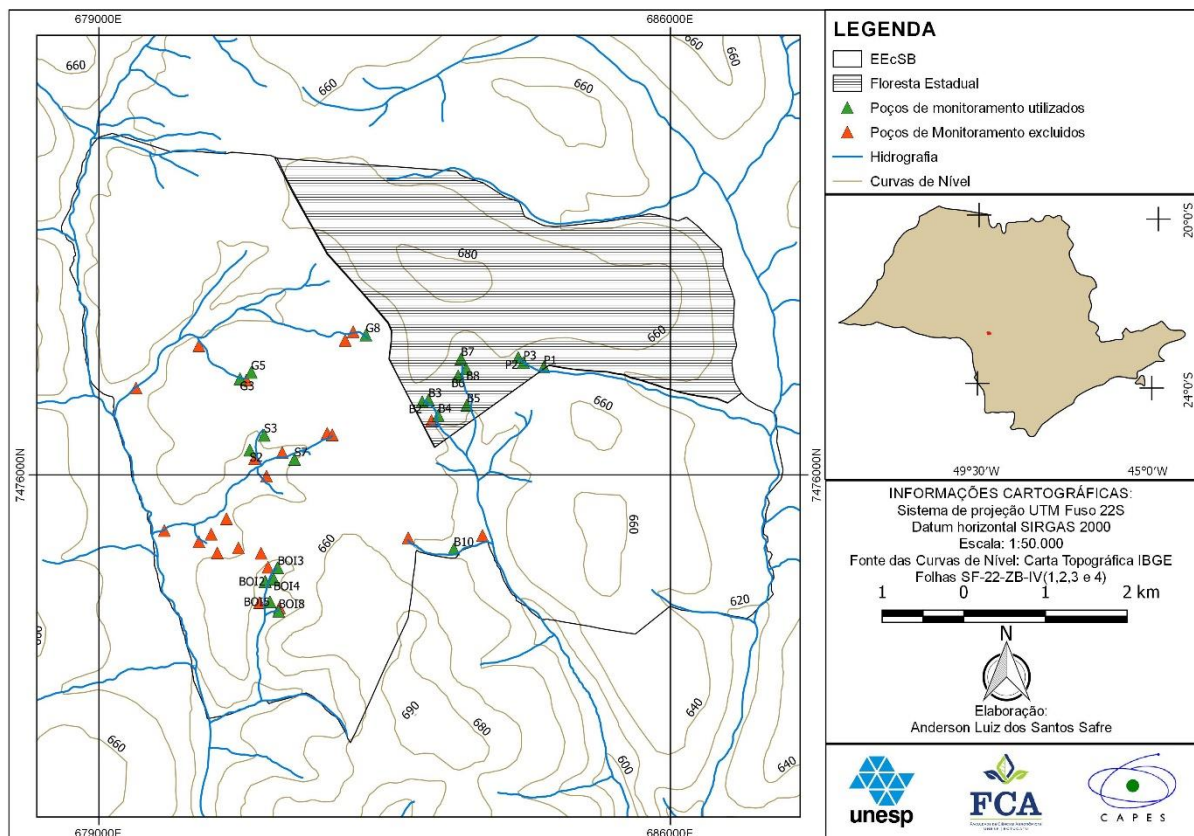 679000E
686000E
660
660
660
660
660
680
660
G8
B7
P3
P2
P1
G5
G3
B6
B8
B3
B2
B4
B5
660
S3
S2
S7
7476000N
7476000N
660
660
B10
BOI3
BOI2
BOI4
BOI5
BOI8
620
600
690
680
640
660
600
640
679000E
686000E
LEGENDA
EEcSB
Floresta Estadual
Poços de monitoramento utilizados
Poços de Monitoramento excluidos
Hidrografia
Curvas de Nível
20°0'S
24°0'S
49°30'W
45°0'W
INFORMAÇÕES CARTOGRÁFICAS:
Sistema de projeção UTM Fuso 22S
Datum horizontal SIRGAS 2000
Escala: 1:50.000
Fonte das Curvas de Nível: Carta Topográfica IBGE
Folhas SF-22-ZB-IV(1,2,3 e 4)
1 0 1 2 km
N
Elaboração:
Anderson Luiz dos Santos Safre
unesp
FCA
CAPES